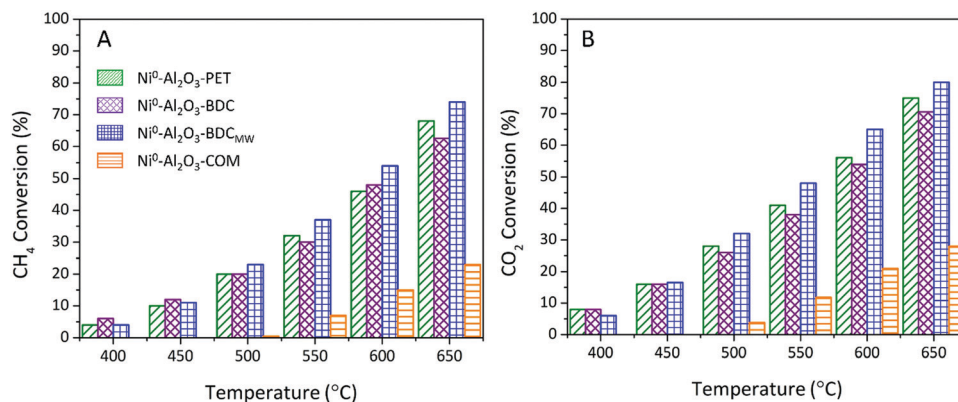 A
100
90
80
70
60
50
40
30
20
10
0
CH₄ Conversion (%)
Ni⁰-Al₂O₃-PET
Ni⁰-Al₂O₃-BDC
Ni⁰-Al₂O₃-BDC_MW
Ni⁰-Al₂O₃-COM
400 450 500 550 600 650
Temperature (°C)
B
100
90
80
70
60
50
40
30
20
10
0
CO₂ Conversion (%)
400 450 500 550 600 650
Temperature (°C)